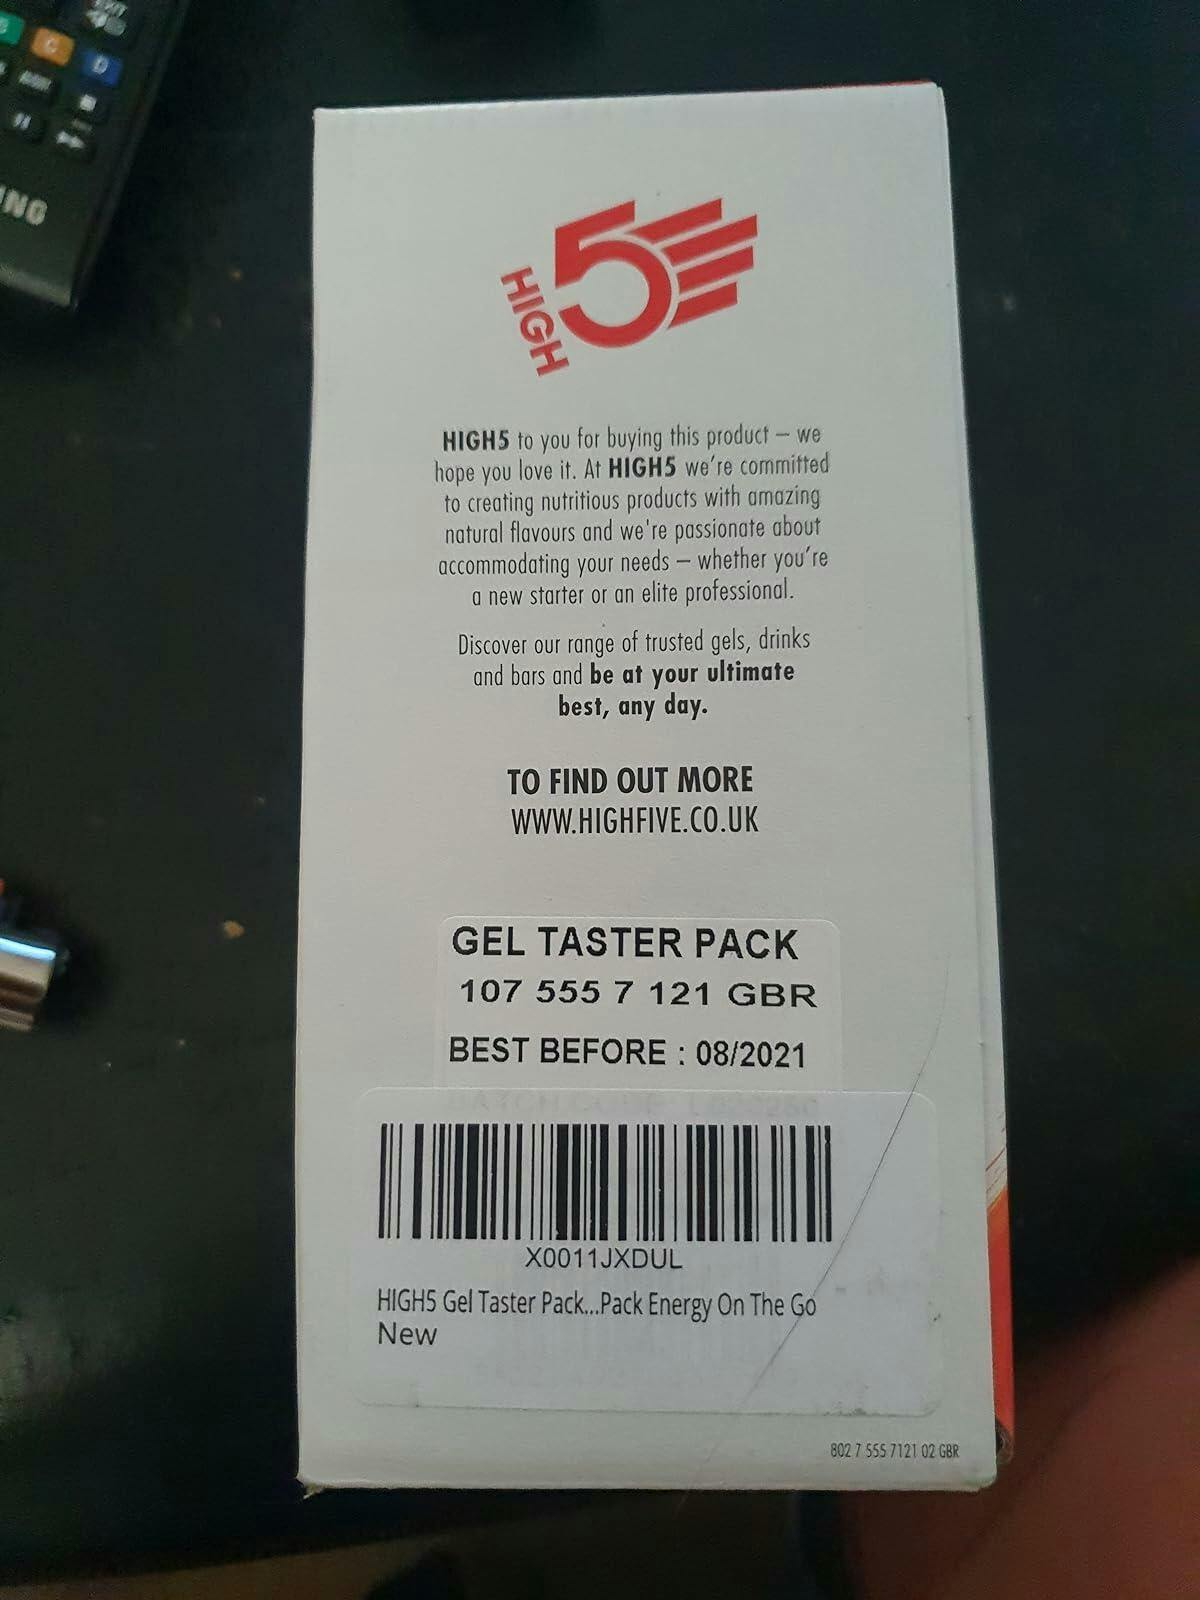 D
NG
HIGH 5
HIGH5 to you for buying this product – we
hope you love it. At HIGH5 we're committed
to creating nutritious products with amazing
natural flavours and we're passionate about
accommodating your needs – whether you're
a new starter or an elite professional.
Discover our range of trusted gels, drinks
and bars and be at your ultimate
best, any day.
TO FIND OUT MORE
WWW.HIGHFIVE.CO.UK
GEL TASTER PACK
107 555 7 121 GBR
BEST BEFORE : 08/2021
BATCH CODE
X0011JXDUL
HIGH5 Gel Taster Pack...Pack Energy On The Go
New
802 7 555 7121 02 GBR